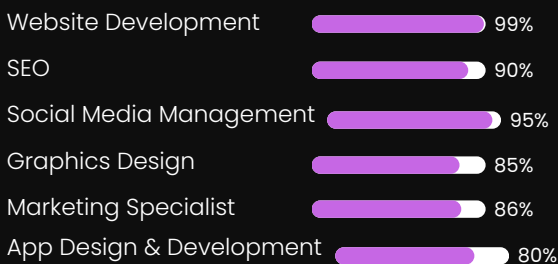 Website Development 99%
SEO 90%
Social Media Management 95%
Graphics Design 85%
Marketing Specialist 86%
App Design & Development 80%